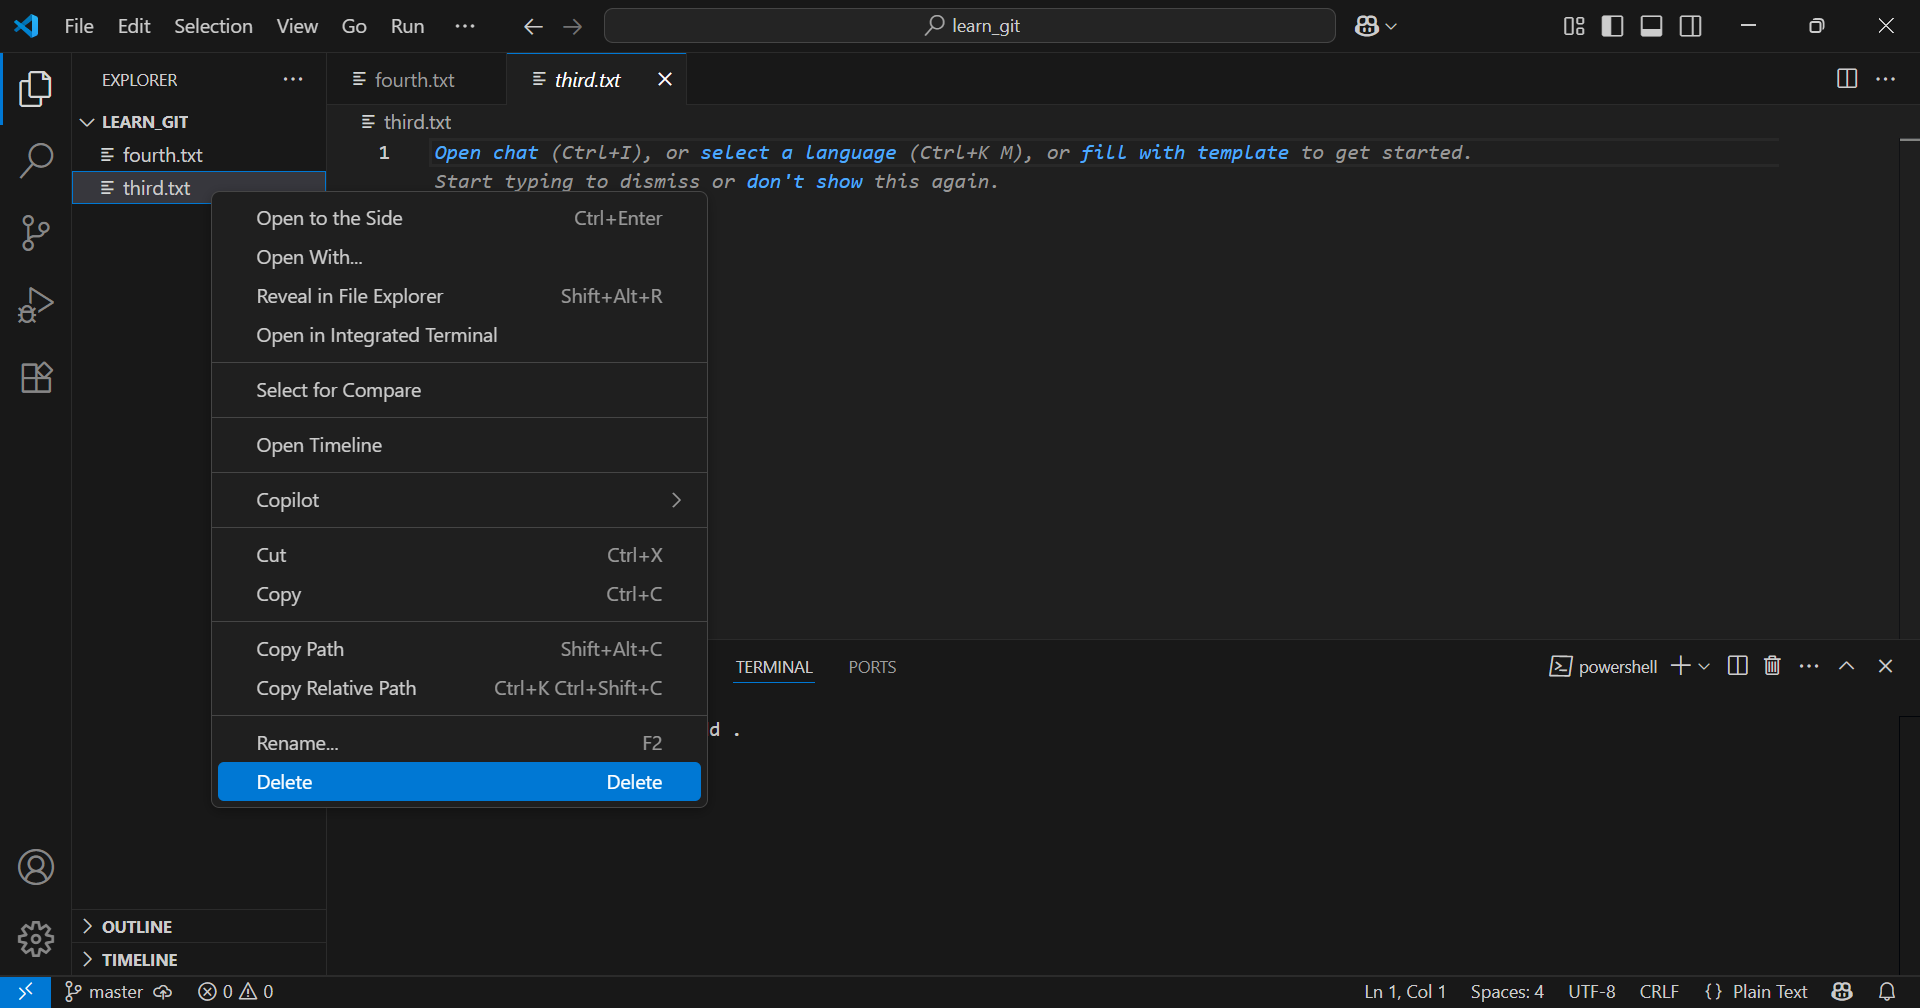 File Edit Selection View Go Run ··· learn_git
EXPLORER ···
LEARN_GIT
fourth.txt
third.txt
fourth.txt third.txt
third.txt
1 Open chat (Ctrl+I), or select a language (Ctrl+K M), or fill with template to get started.
Start typing to dismiss or don't show this again.
Open to the Side Ctrl+Enter
Open With...
Reveal in File Explorer Shift+Alt+R
Open in Integrated Terminal
Select for Compare
Open Timeline
Copilot
Cut Ctrl+X
Copy Ctrl+C
Copy Path Shift+Alt+C
Copy Relative Path Ctrl+K Ctrl+Shift+C
Rename... F2
Delete Delete
TERMINAL PORTS powershell
d .
OUTLINE
TIMELINE
master 0 0 Ln 1, Col 1 Spaces: 4 UTF-8 CRLF {} Plain Text